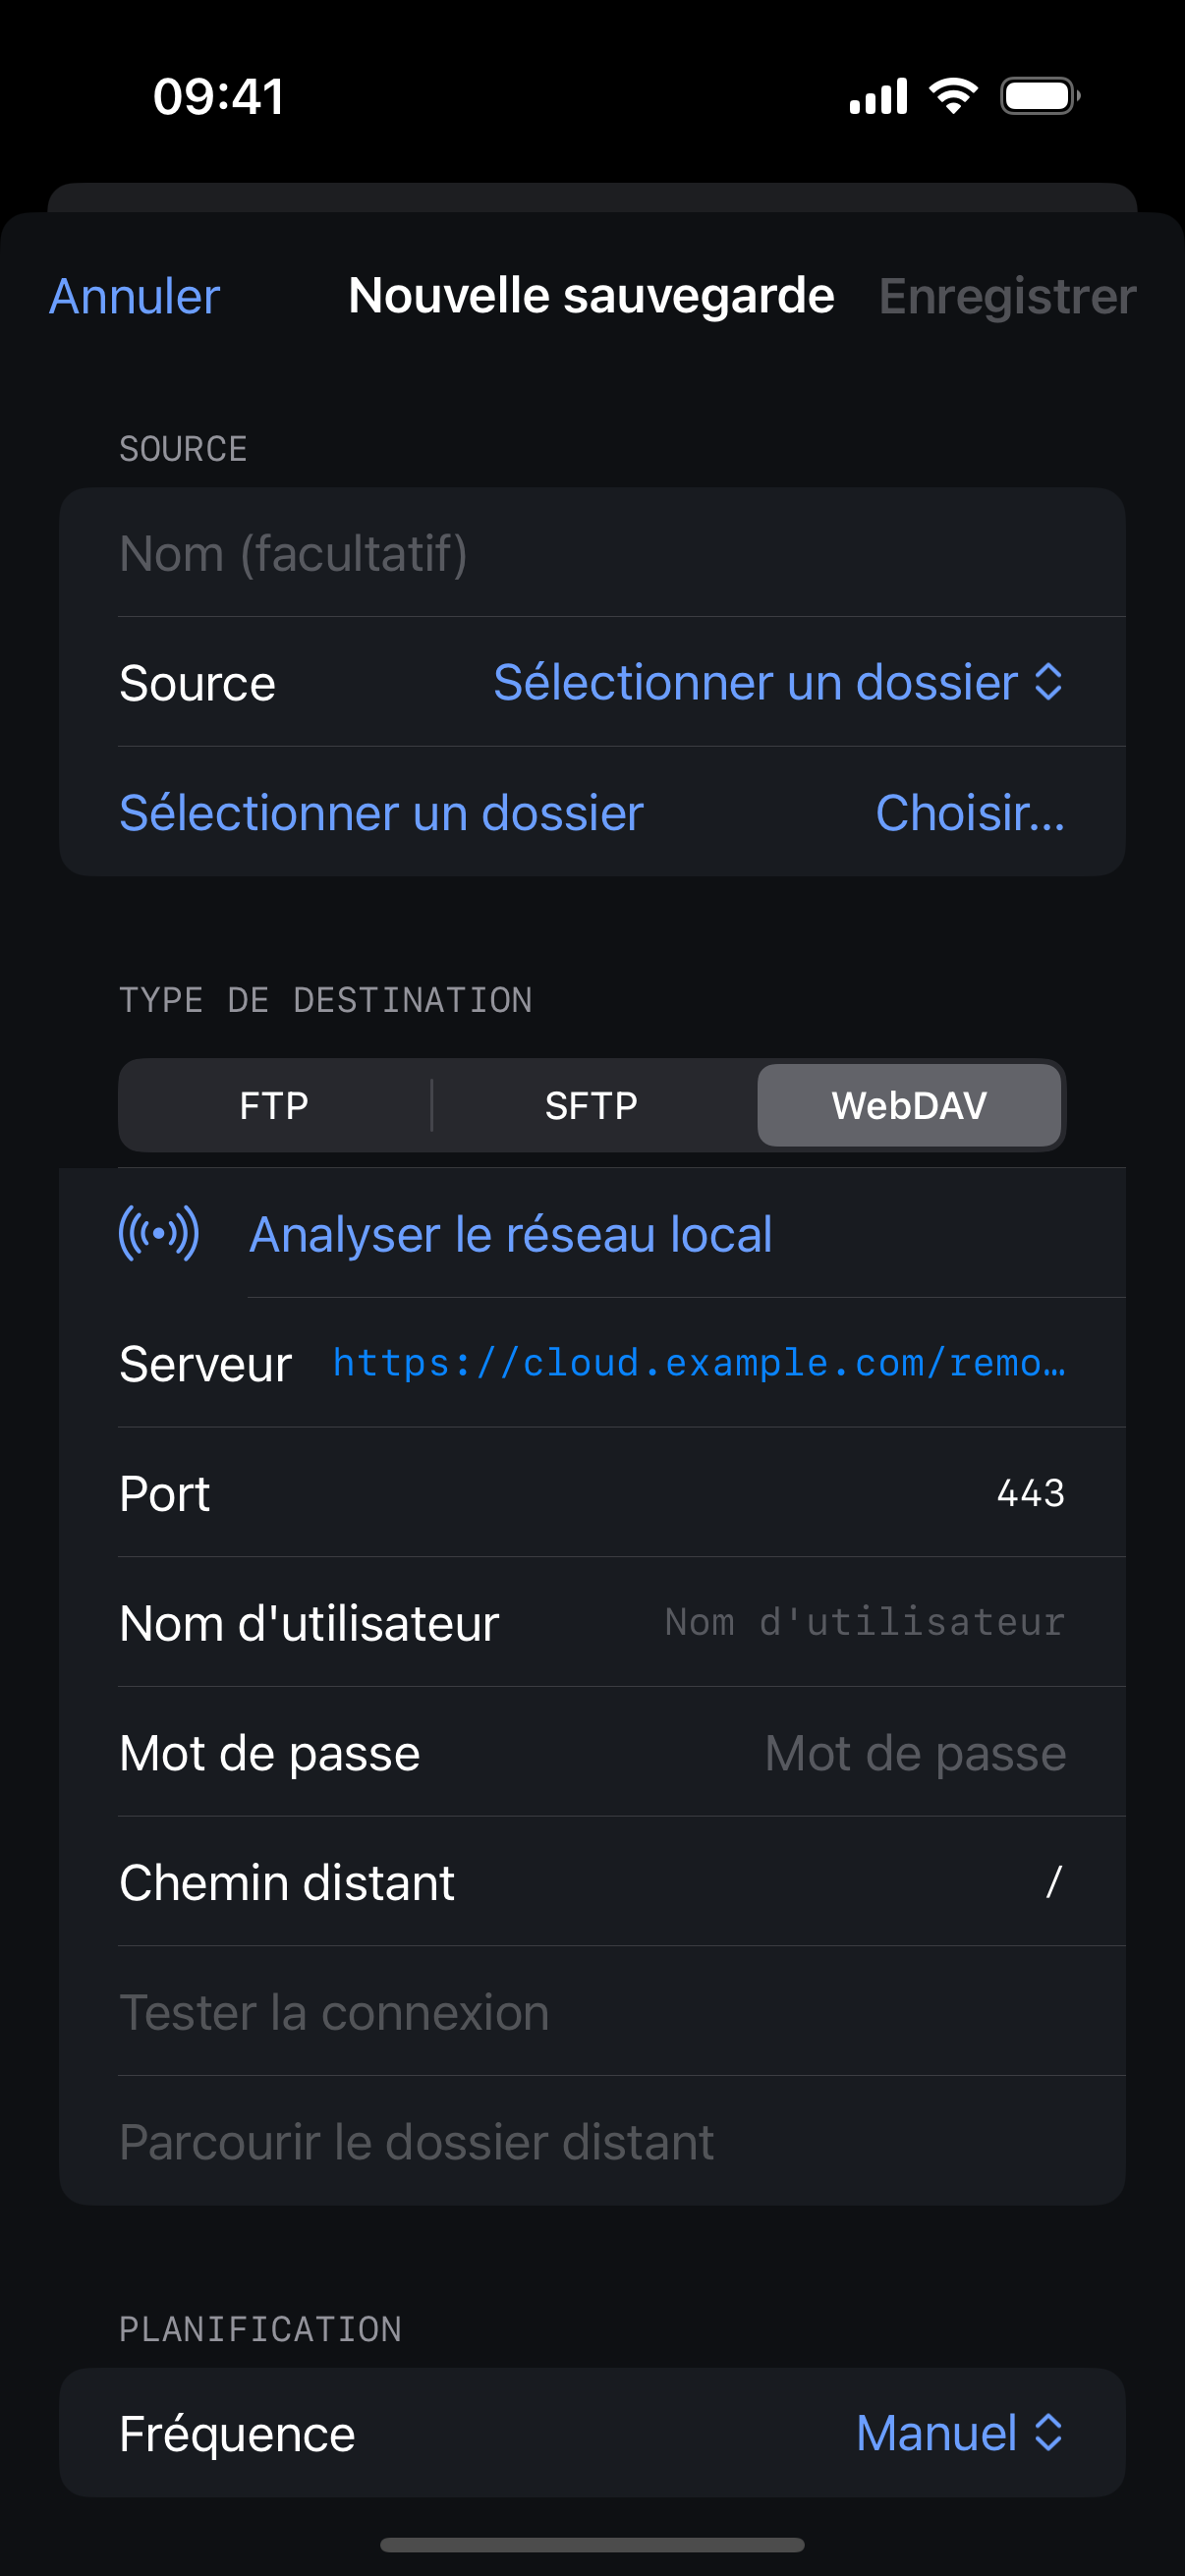 09:41
Annuler Nouvelle sauvegarde Enregistrer
SOURCE
Nom (facultatif)
Source Sélectionner un dossier
Sélectionner un dossier Choisir...
TYPE DE DESTINATION
FTP SFTP WebDAV
Analyser le réseau local
Serveur https://cloud.example.com/remo…
Port 443
Nom d'utilisateur Nom d'utilisateur
Mot de passe Mot de passe
Chemin distant /
Tester la connexion
Parcourir le dossier distant
PLANIFICATION
Fréquence Manuel